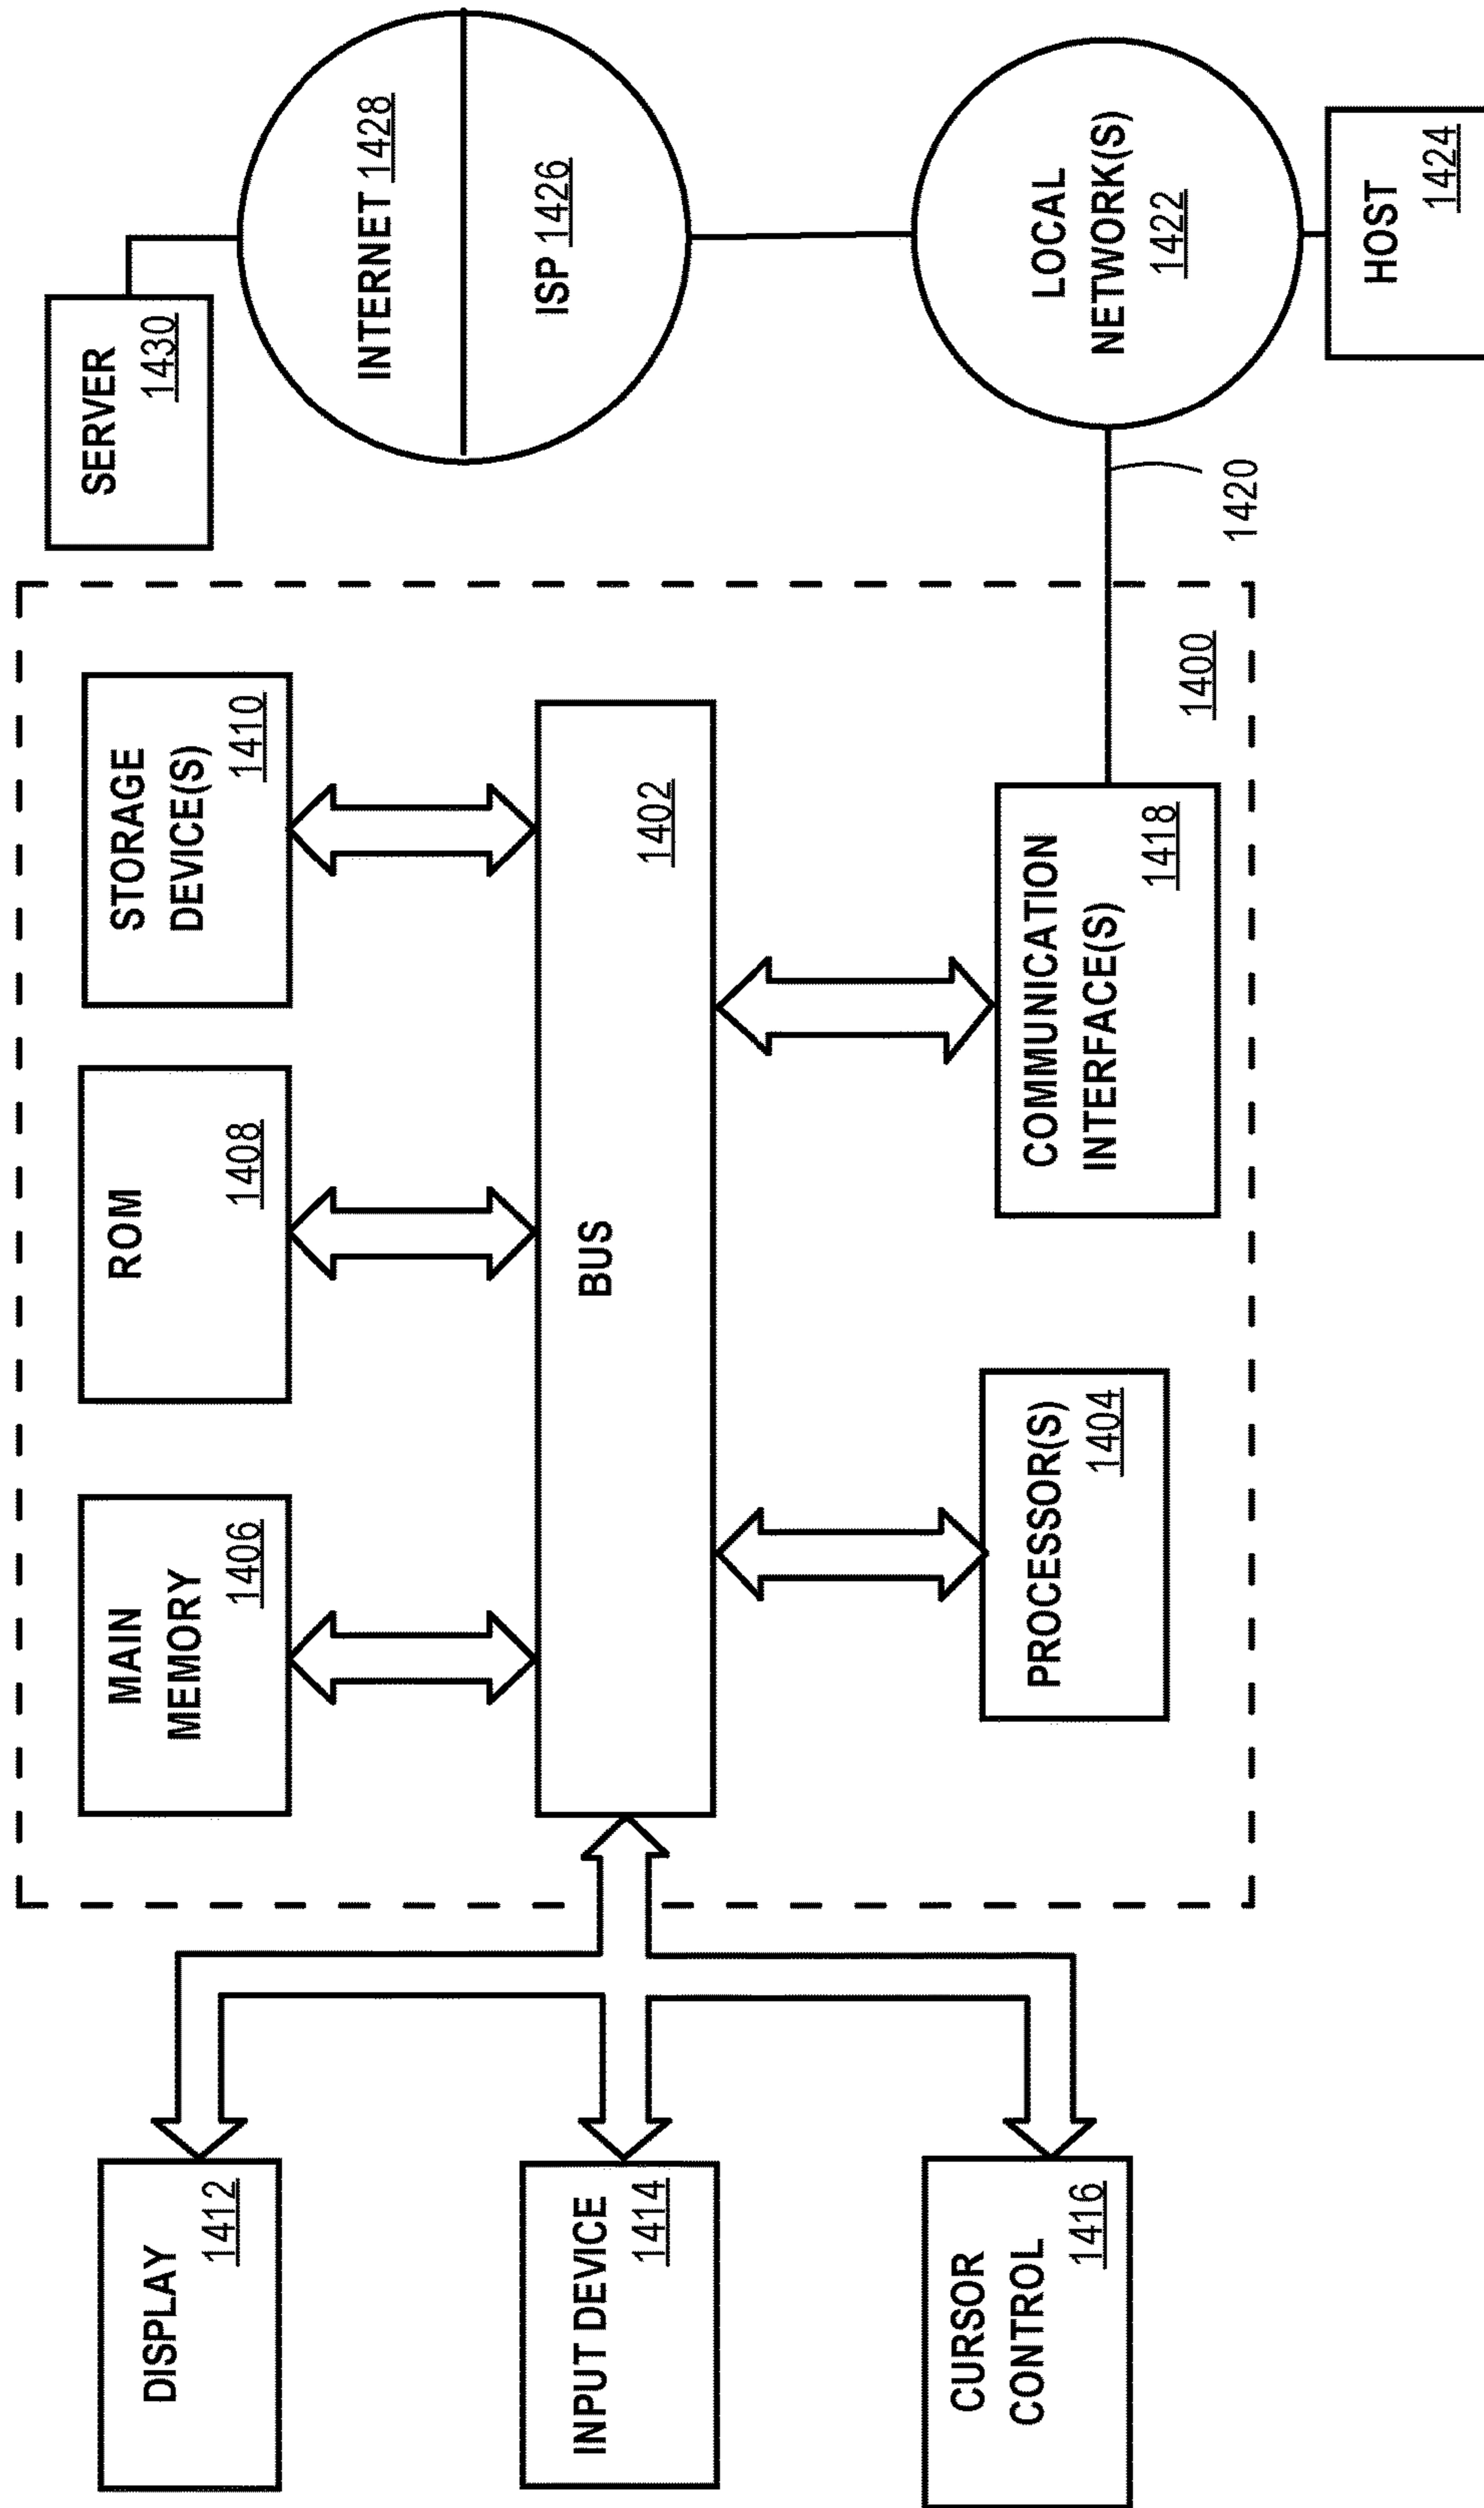 DISPLAY
1412
INPUT DEVICE
1414
CURSOR
CONTROL
1416
MAIN
MEMORY
1406
ROM
1408
STORAGE
DEVICE(S)
1410
BUS
1402
PROCESSOR(S)
1404
COMMUNICATION
INTERFACE(S)
1418
1400
SERVER
1430
INTERNET 1428
ISP 1426
1420
LOCAL
NETWORK(S)
1422
HOST
1424